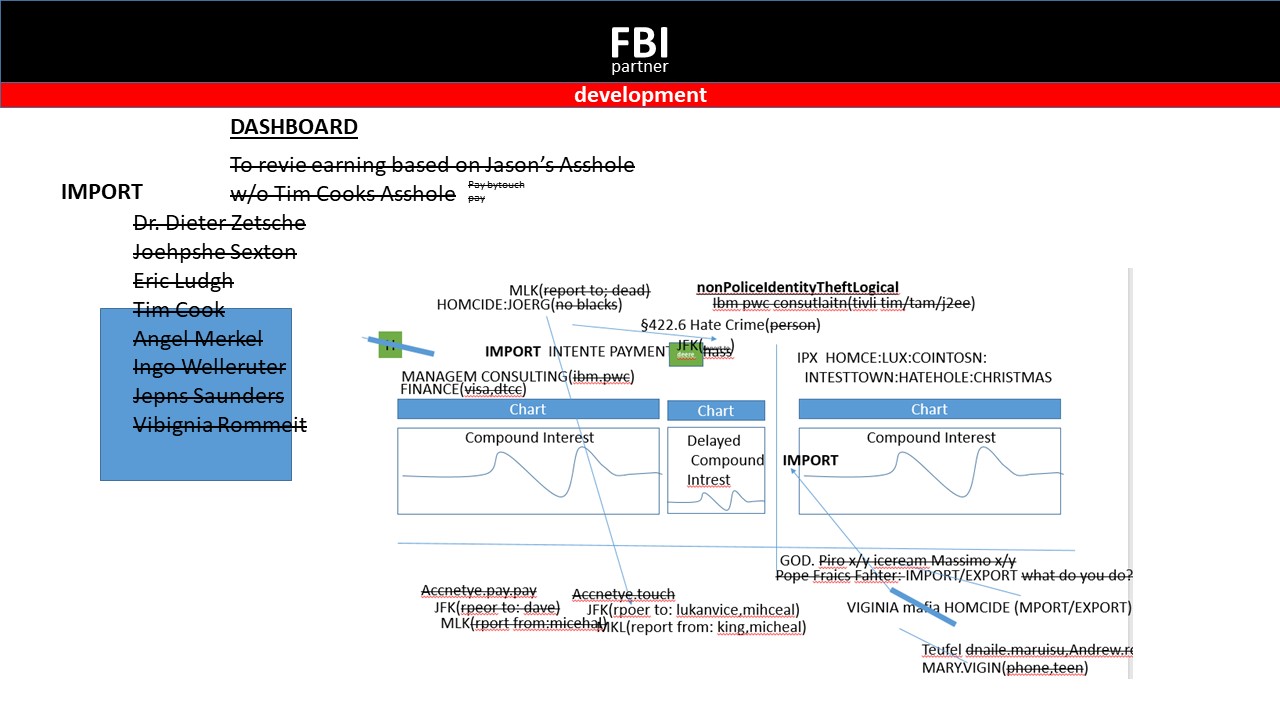 FBI
partner
development
DASHBOARD
To revie earning based on Jason's Asshole
w/o Tim Cooks Asshole
Pay bytouch
pay
IMPORT
Dr. Dieter Zetsche
Joehpshe Sexton
Eric Ludgh
Tim Cook
Angel Merkel
Ingo Welleruter
Jepns Saunders
Vibignia Rommeit
MLK(report to; dead)
HOMCIDE:JOERG(no blacks)
nonPoliceIdentityTheftLogical
Ibm pwc consutlaitn(tivli tim/tam/j2ee)
§422.6 Hate Crime(person)
JFK( )
hass
IMPORT INTENTE PAYMENT
deere
H
MANAGEM CONSULTING(ibm.pwc)
FINANCE(visa,dtcc)
IPX HOMCE:LUX:COINTOSN:
INTESTTOWN:HATEHOLE:CHRISTMAS
Chart
Chart
Chart
Compound Interest
Delayed
Compound
Intrest
IMPORT
Compound Interest
GOD. Piro x/y iceream Massimo x/y
Pope Fraics Fahter: IMPORT/EXPORT what do you do?
VIGINIA mafia HOMCIDE (MPORT/EXPORT)
Accnetye.pay.pay
JFK(rpeor to: dave)
MLK(rport from:micehal)
Accnetye.touch
JFK(rpoer to: lukanvice,mihceal)
MKL(report from: king,micheal)
Teufel dnaile.maruisu,Andrew.ro
MARY.VIGIN(phone,teen)